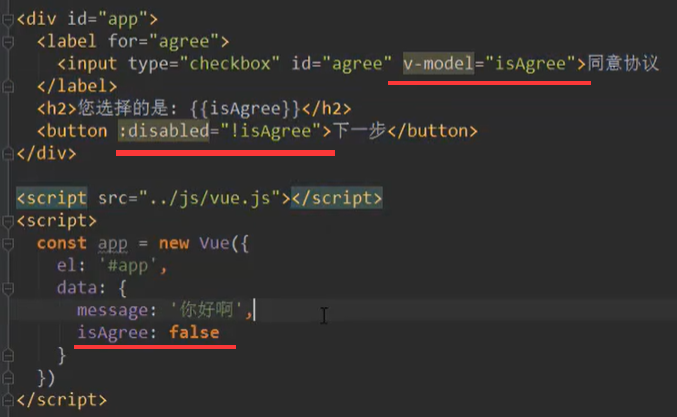 <div id="app">
<label for="agree">
<input type="checkbox" id="agree" v-model="isAgree">同意协议
</label>
<h2>您选择的是: {{isAgree}}</h2>
<button :disabled="!isAgree">下一步</button>
</div>
<script src="../js/vue.js"></script>
<script>
const app = new Vue({
el: '#app',
data: {
message: '你好啊',
isAgree: false
}
})
</script>